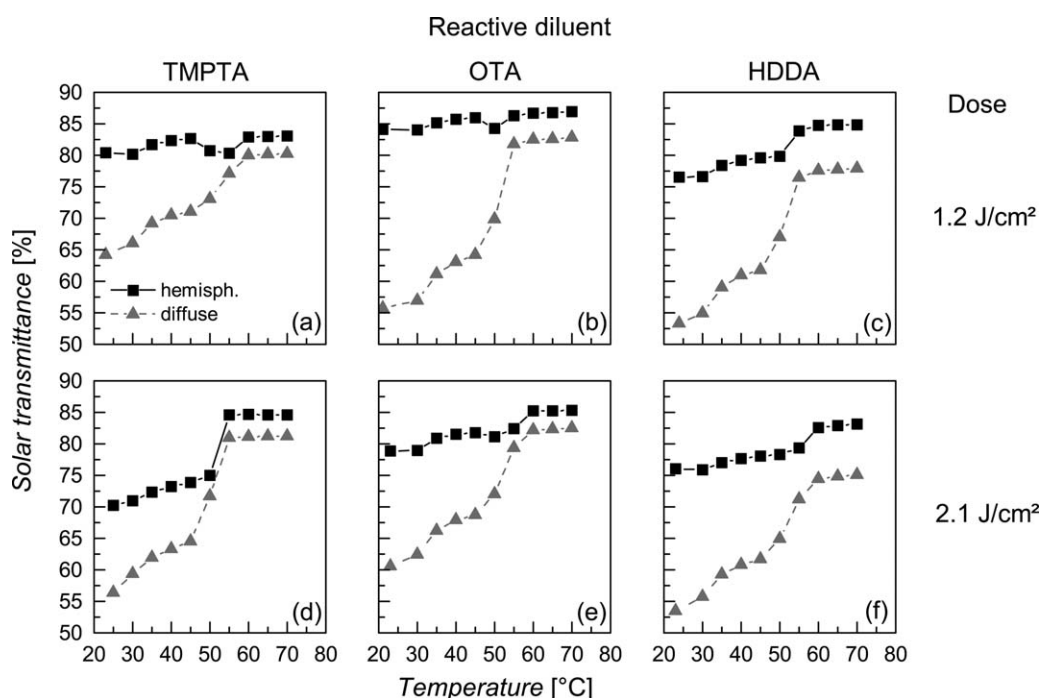 Reactive diluent
TMPTA OTA HDDA
Dose
90
85
80
75
70
65
60
55
50
hemisph.
diffuse
(a) (b) (c)
1.2 J/cm²
Solar transmittance [%]
90
85
80
75
70
65
60
55
50
(d) (e) (f)
2.1 J/cm²
20 30 40 50 60 70 80 20 30 40 50 60 70 80 20 30 40 50 60 70 80
Temperature [°C]